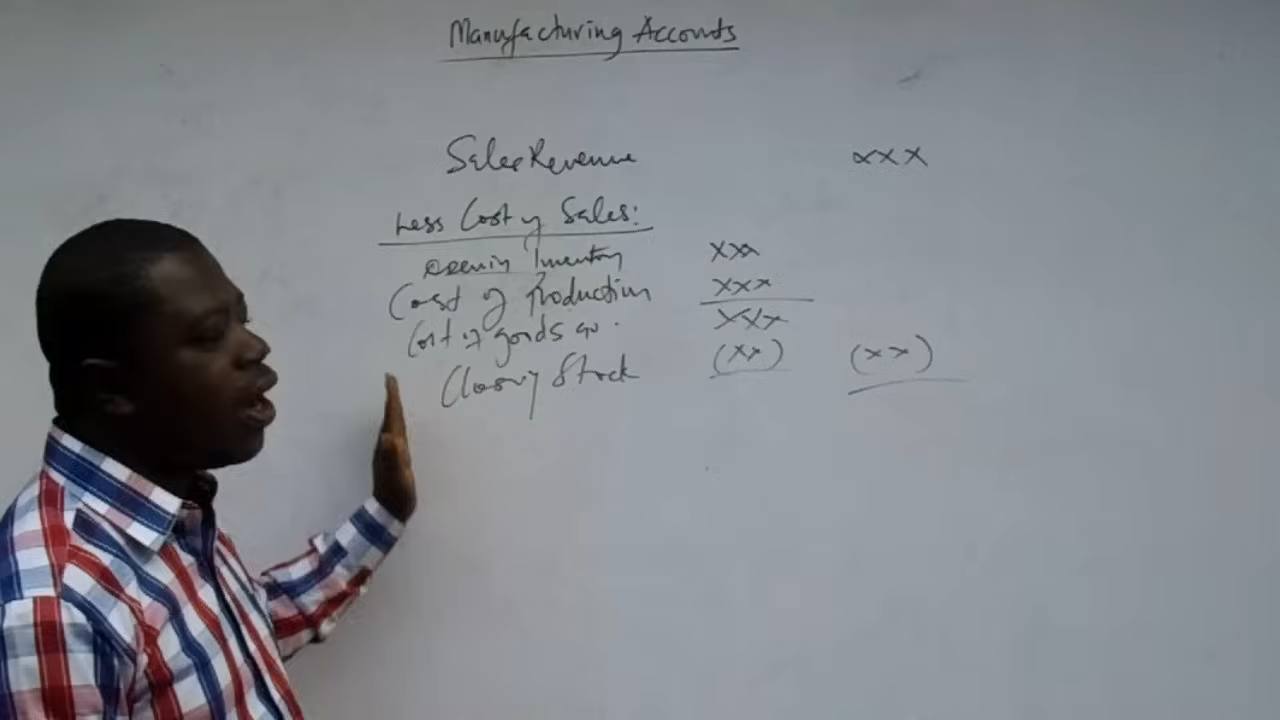 Manufacturing Accounts
Sales Revenue xxx
Less Cost of Sales:
Opening Inventory xxx
Cost of Production xxx
Cost of goods av. xxx
Closing Stock (xx) (xx)